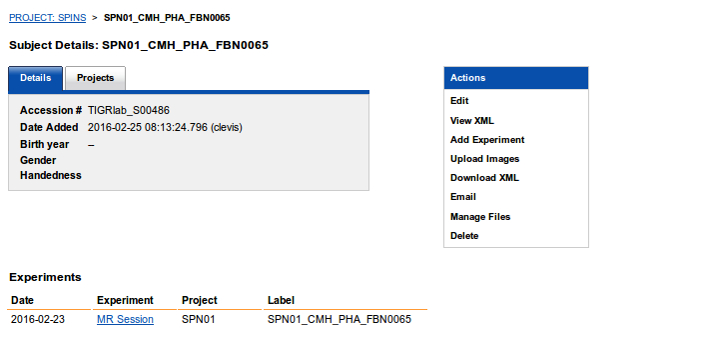 PROJECT: SPINS > SPN01_CMH_PHA_FBN0065
Subject Details: SPN01_CMH_PHA_FBN0065
Details Projects
Accession # TIGRlab_S00486
Date Added 2016-02-25 08:13:24.796 (clevis)
Birth year –
Gender
Handedness
Actions
Edit
View XML
Add Experiment
Upload Images
Download XML
Email
Manage Files
Delete
Experiments
Date Experiment Project Label
2016-02-23 MR Session SPN01 SPN01_CMH_PHA_FBN0065